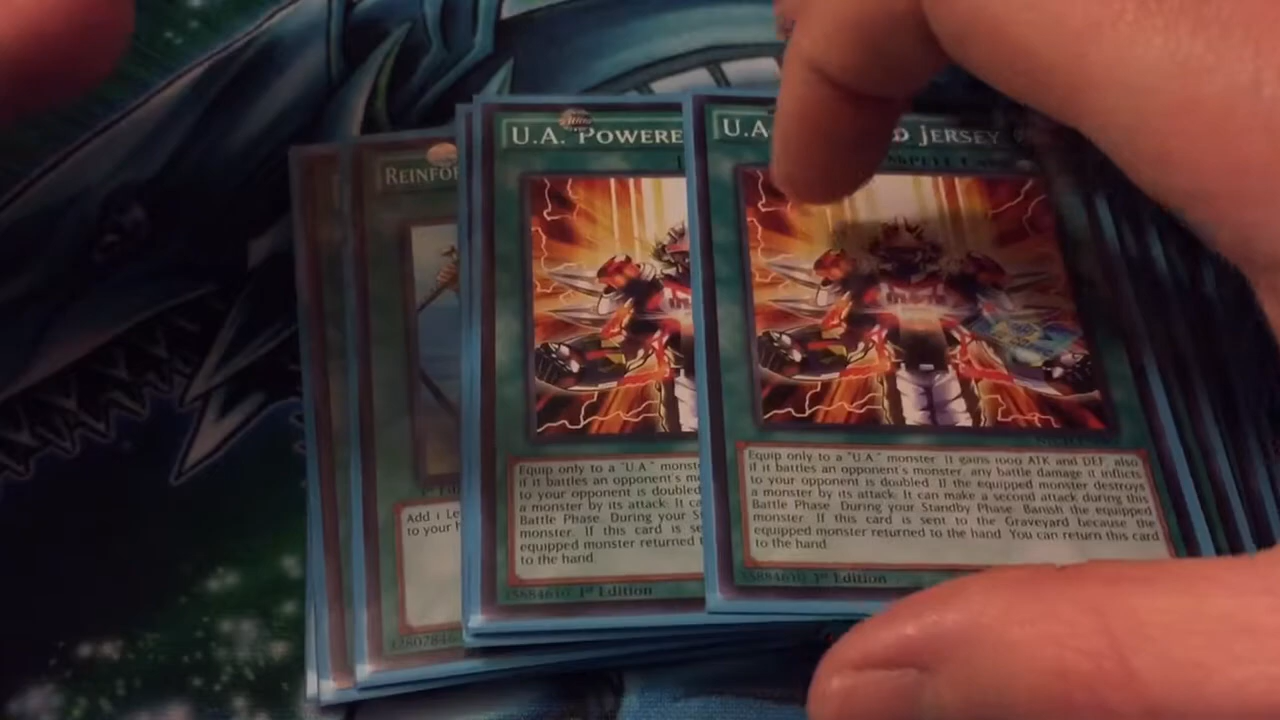 REINFO
Add 1 Le
to your h
U.A. POWERE
Equip only to a "U.A." monst
if it battles an opponent's m
to your opponent is doubled
a monster by its attack: It ca
Battle Phase. During your S
monster. If this card is se
equipped monster returned t
to the hand.
1st Edition
U.A. D JERSEY
Equip only to a "U.A." monster. It gains 1000 ATK and DEF, also
if it battles an opponent's monster, any battle damage it inflicts
to your opponent is doubled. If the equipped monster destroys
a monster by its attack: It can make a second attack during this
Battle Phase. During your Standby Phase: Banish the equipped
monster. If this card is sent to the Graveyard because the
equipped monster returned to the hand: You can return this card
to the hand.
1st Edition